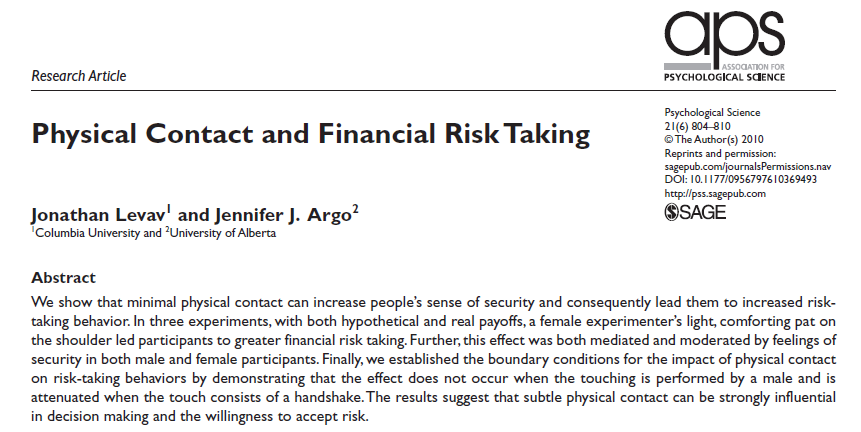 aps
ASSOCIATION FOR
PSYCHOLOGICAL SCIENCE
Research Article
Physical Contact and Financial Risk Taking
Psychological Science
21(6) 804–810
© The Author(s) 2010
Reprints and permission:
sagepub.com/journalsPermissions.nav
DOI: 10.1177/0956797610369493
http://pss.sagepub.com
SAGE
Jonathan Levav1 and Jennifer J. Argo2
1Columbia University and 2University of Alberta
Abstract
We show that minimal physical contact can increase people's sense of security and consequently lead them to increased risk-
taking behavior. In three experiments, with both hypothetical and real payoffs, a female experimenter's light, comforting pat on
the shoulder led participants to greater financial risk taking. Further, this effect was both mediated and moderated by feelings of
security in both male and female participants. Finally, we established the boundary conditions for the impact of physical contact
on risk-taking behaviors by demonstrating that the effect does not occur when the touching is performed by a male and is
attenuated when the touch consists of a handshake. The results suggest that subtle physical contact can be strongly influential
in decision making and the willingness to accept risk.